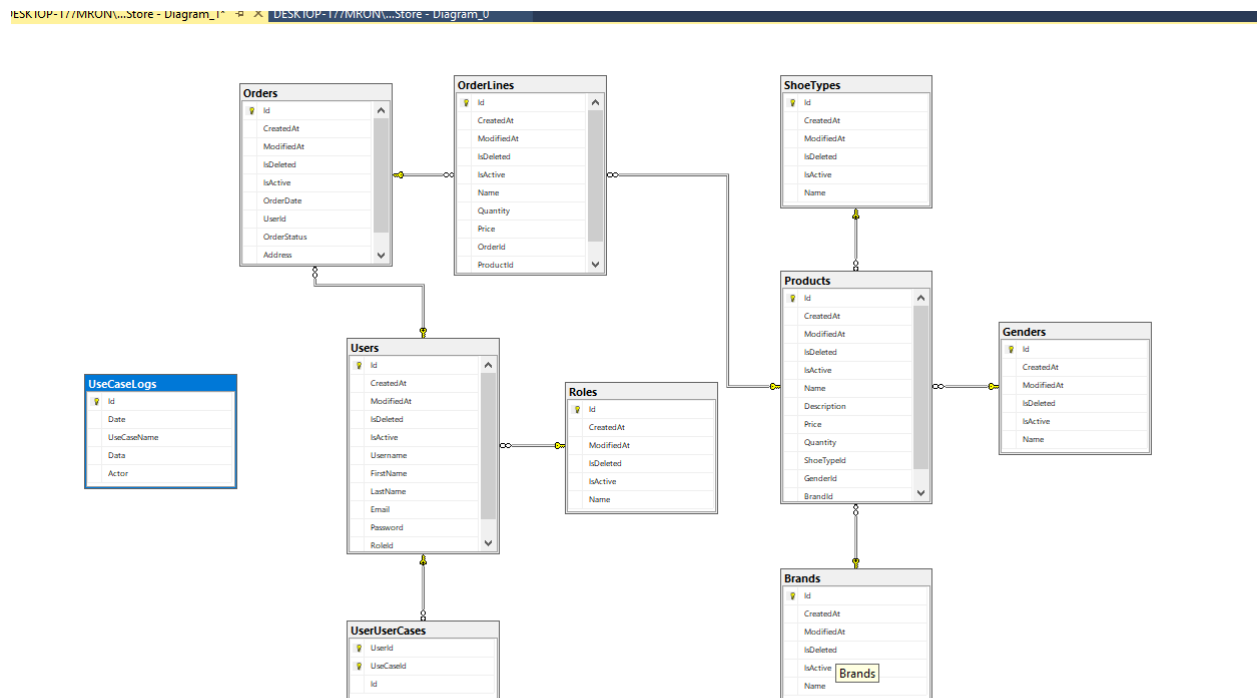 DESKTOP-177MRON\...Store - Diagram_1*
DESKTOP-177MRON\...Store - Diagram_0
Orders
Id
CreatedAt
ModifiedAt
IsDeleted
IsActive
OrderDate
UserId
OrderStatus
Address
OrderLines
Id
CreatedAt
ModifiedAt
IsDeleted
IsActive
Name
Quantity
Price
OrderId
ProductId
ShoeTypes
Id
CreatedAt
ModifiedAt
IsDeleted
IsActive
Name
Products
Id
CreatedAt
ModifiedAt
IsDeleted
IsActive
Name
Description
Price
Quantity
ShoeTypeId
GenderId
BrandId
Genders
Id
CreatedAt
ModifiedAt
IsDeleted
IsActive
Name
Users
Id
CreatedAt
ModifiedAt
IsDeleted
IsActive
Username
FirstName
LastName
Email
Password
RoleId
UseCaseLogs
Id
Date
UseCaseName
Data
Actor
Roles
Id
CreatedAt
ModifiedAt
IsDeleted
IsActive
Name
UserUserCases
UserId
UseCaseId
Id
Brands
Id
CreatedAt
ModifiedAt
IsDeleted
IsActive
Brands
Name